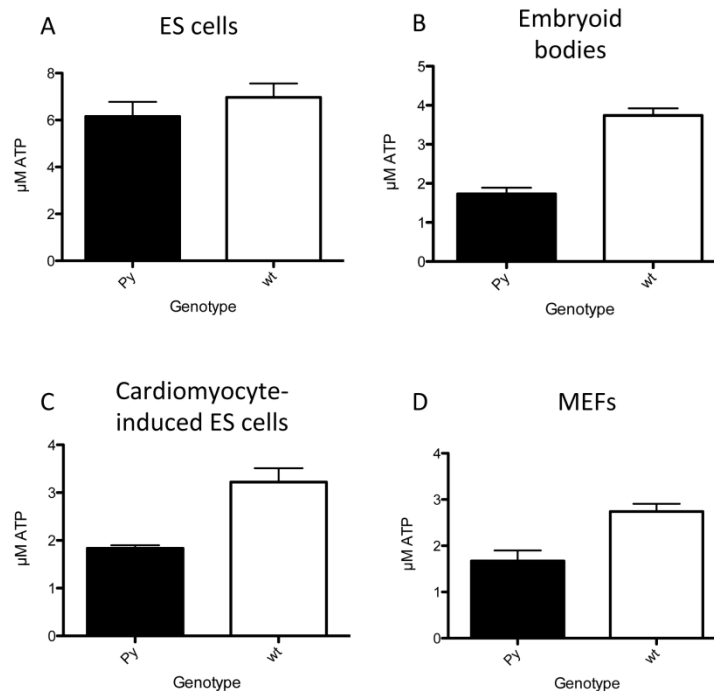 A
ES cells
8
6
4
2
0
µM ATP
Py
wt
Genotype
B
Embryoid
bodies
5
4
3
2
1
0
µM ATP
Py
wt
Genotype
C
Cardiomyocyte-
induced ES cells
4
3
2
1
0
µM ATP
Py
wt
Genotype
D
MEFs
4
3
2
1
0
µM ATP
Py
wt
Genotype